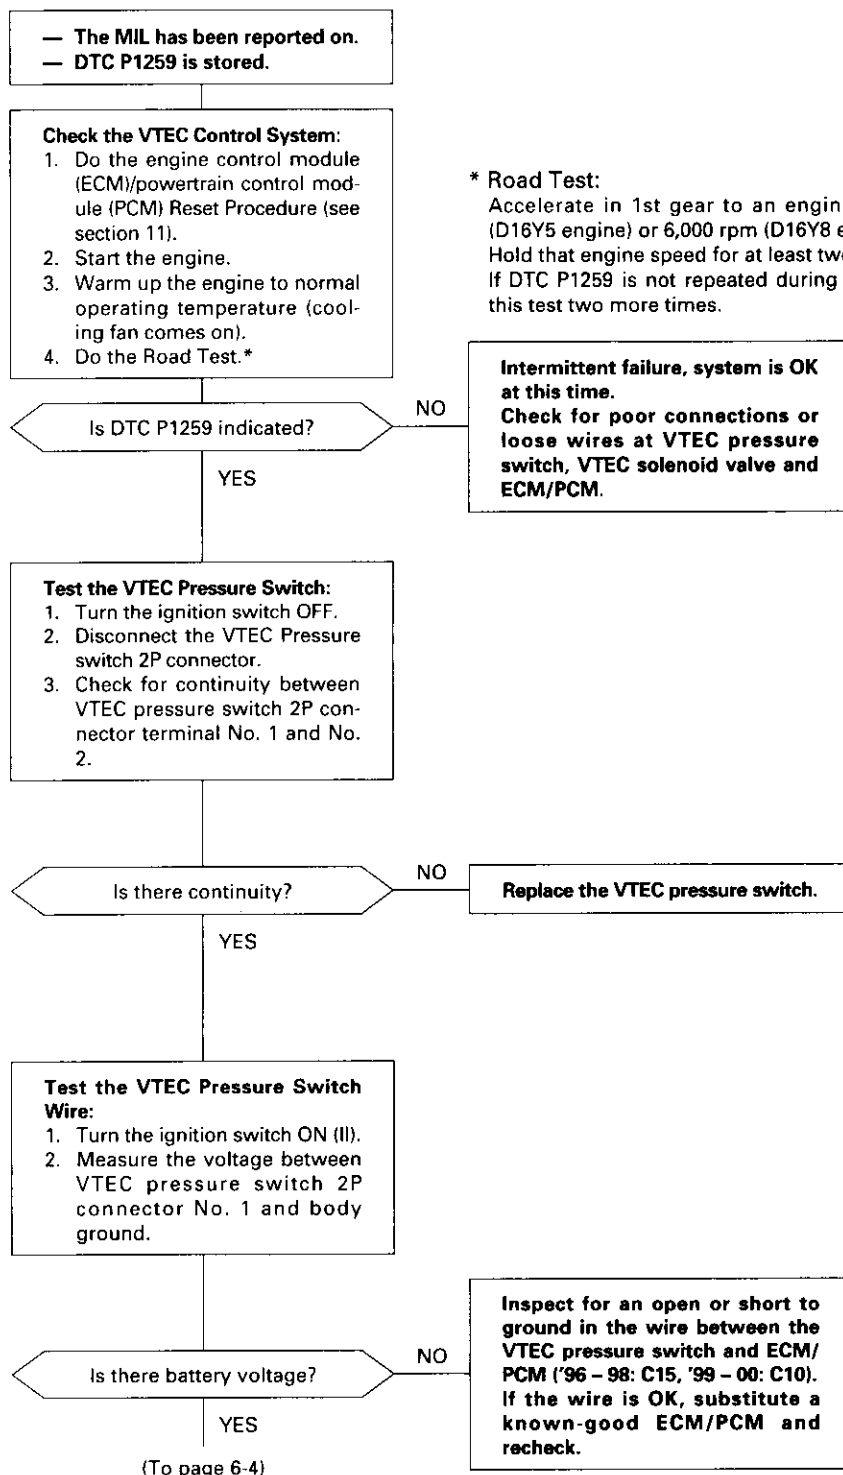 — The MIL has been reported on.
— DTC P1259 is stored.
Check the VTEC Control System:
1. Do the engine control module
(ECM)/powertrain control mod-
ule (PCM) Reset Procedure (see
section 11).
2. Start the engine.
3. Warm up the engine to normal
operating temperature (cool-
ing fan comes on).
4. Do the Road Test.*
* Road Test:
Accelerate in 1st gear to an engin
(D16Y5 engine) or 6,000 rpm (D16Y8 e
Hold that engine speed for at least tw
If DTC P1259 is not repeated during
this test two more times.
Is DTC P1259 indicated?
NO
Intermittent failure, system is OK
at this time.
Check for poor connections or
loose wires at VTEC pressure
switch, VTEC solenoid valve and
ECM/PCM.
YES
Test the VTEC Pressure Switch:
1. Turn the ignition switch OFF.
2. Disconnect the VTEC Pressure
switch 2P connector.
3. Check for continuity between
VTEC pressure switch 2P con-
nector terminal No. 1 and No.
2.
Is there continuity?
NO
Replace the VTEC pressure switch.
YES
Test the VTEC Pressure Switch
Wire:
1. Turn the ignition switch ON (II).
2. Measure the voltage between
VTEC pressure switch 2P
connector No. 1 and body
ground.
Is there battery voltage?
NO
Inspect for an open or short to
ground in the wire between the
VTEC pressure switch and ECM/
PCM ('96 – 98: C15, '99 – 00: C10).
If the wire is OK, substitute a
known-good ECM/PCM and
recheck.
YES
(To page 6-4)